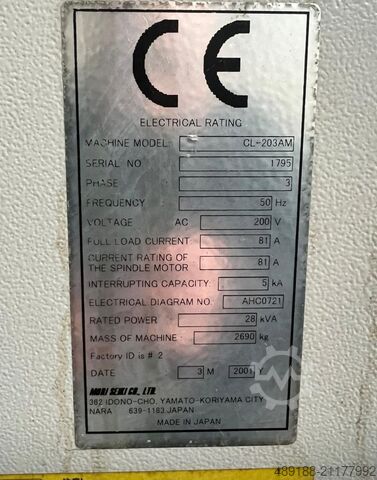 CE
ELECTRICAL RATING
MACHINE MODEL CL-203AM
SERIAL NO. 1795
PHASE 3
FREQUENCY 50 Hz
VOLTAGE AC 200 V
FULL LOAD CURRENT 81 A
CURRENT RATING OF
THE SPINDLE MOTOR 81 A
INTERRUPTING CAPACITY 5 kA
ELECTRICAL DIAGRAM NO. AHC0721
RATED POWER 28 kVA
MASS OF MACHINE 2690 kg
Factory ID is # 2
DATE 3 M 2001 Y
MORI SEIKI CO., LTD.
362 IDONO-CHO, YAMATO-KORIYAMA CITY
NARA 639-1183 JAPAN
MADE IN JAPAN
489188-21177992